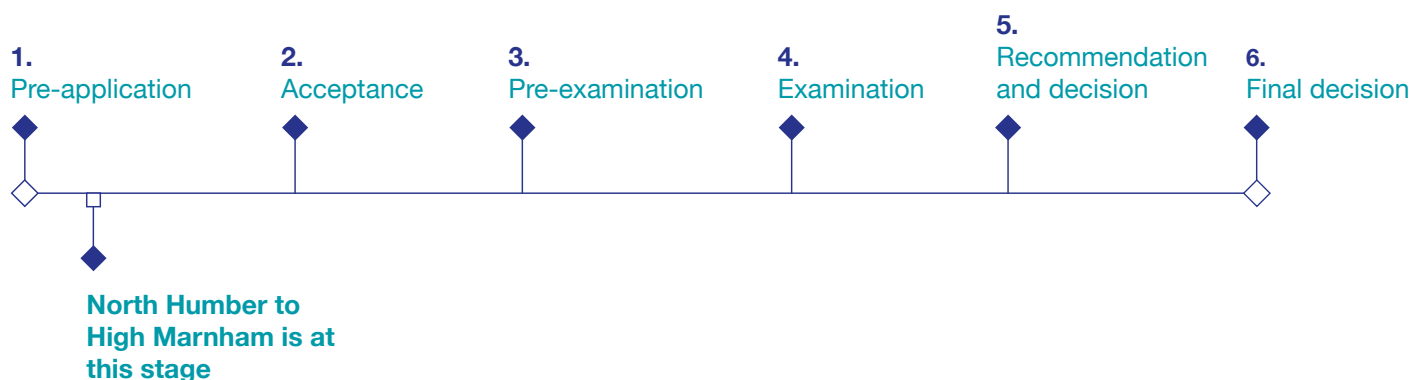 1.
Pre-application
2.
Acceptance
3.
Pre-examination
4.
Examination
5.
Recommendation
and decision
6.
Final decision
North Humber to
High Marnham is at
this stage